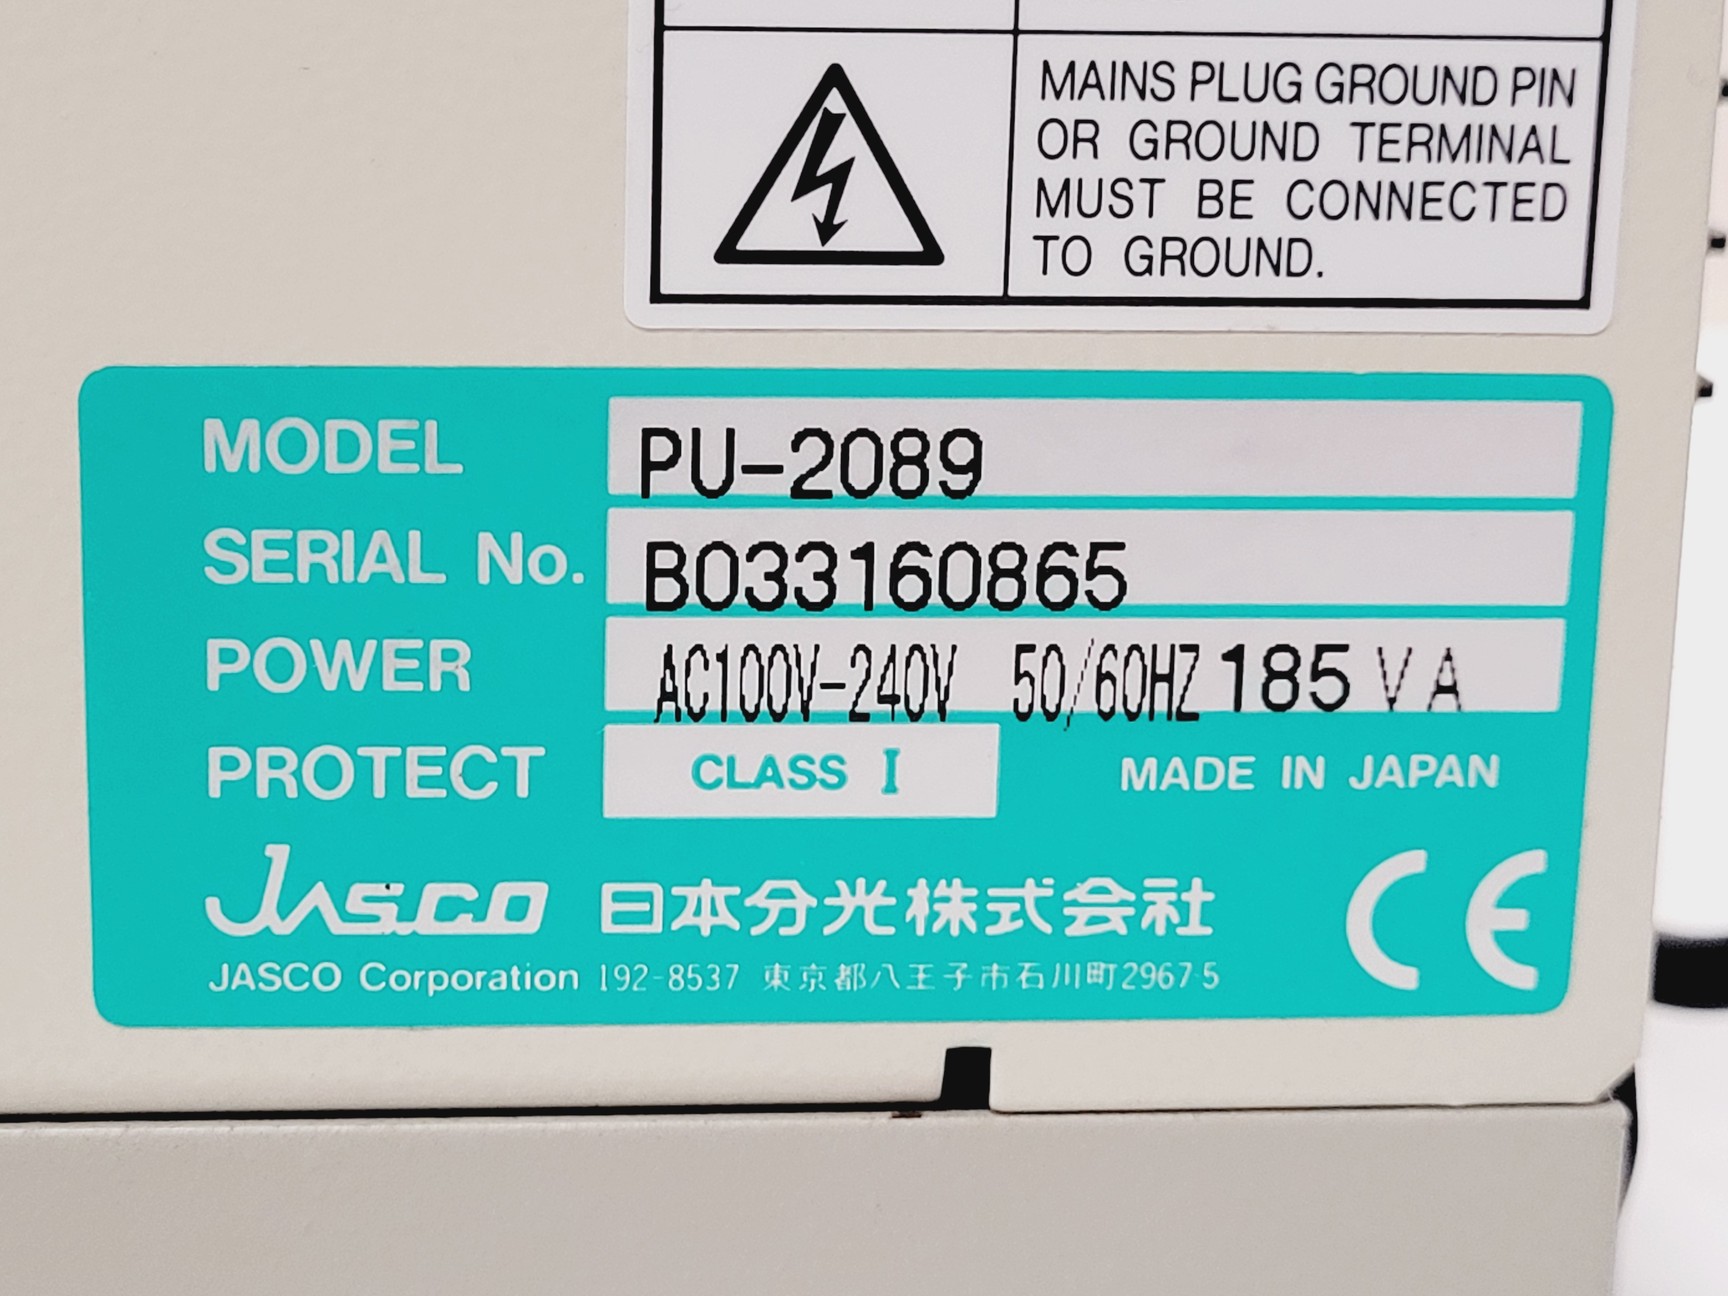 MAINS PLUG GROUND PIN
OR GROUND TERMINAL
MUST BE CONNECTED
TO GROUND.
MODEL PU-2089
SERIAL No. B033160865
POWER AC100V-240V 50/60HZ 185 VA
PROTECT CLASS I MADE IN JAPAN
JASCO 日本分光株式会社 CE
JASCO Corporation 192-8537 東京都八王子市石川町2967-5